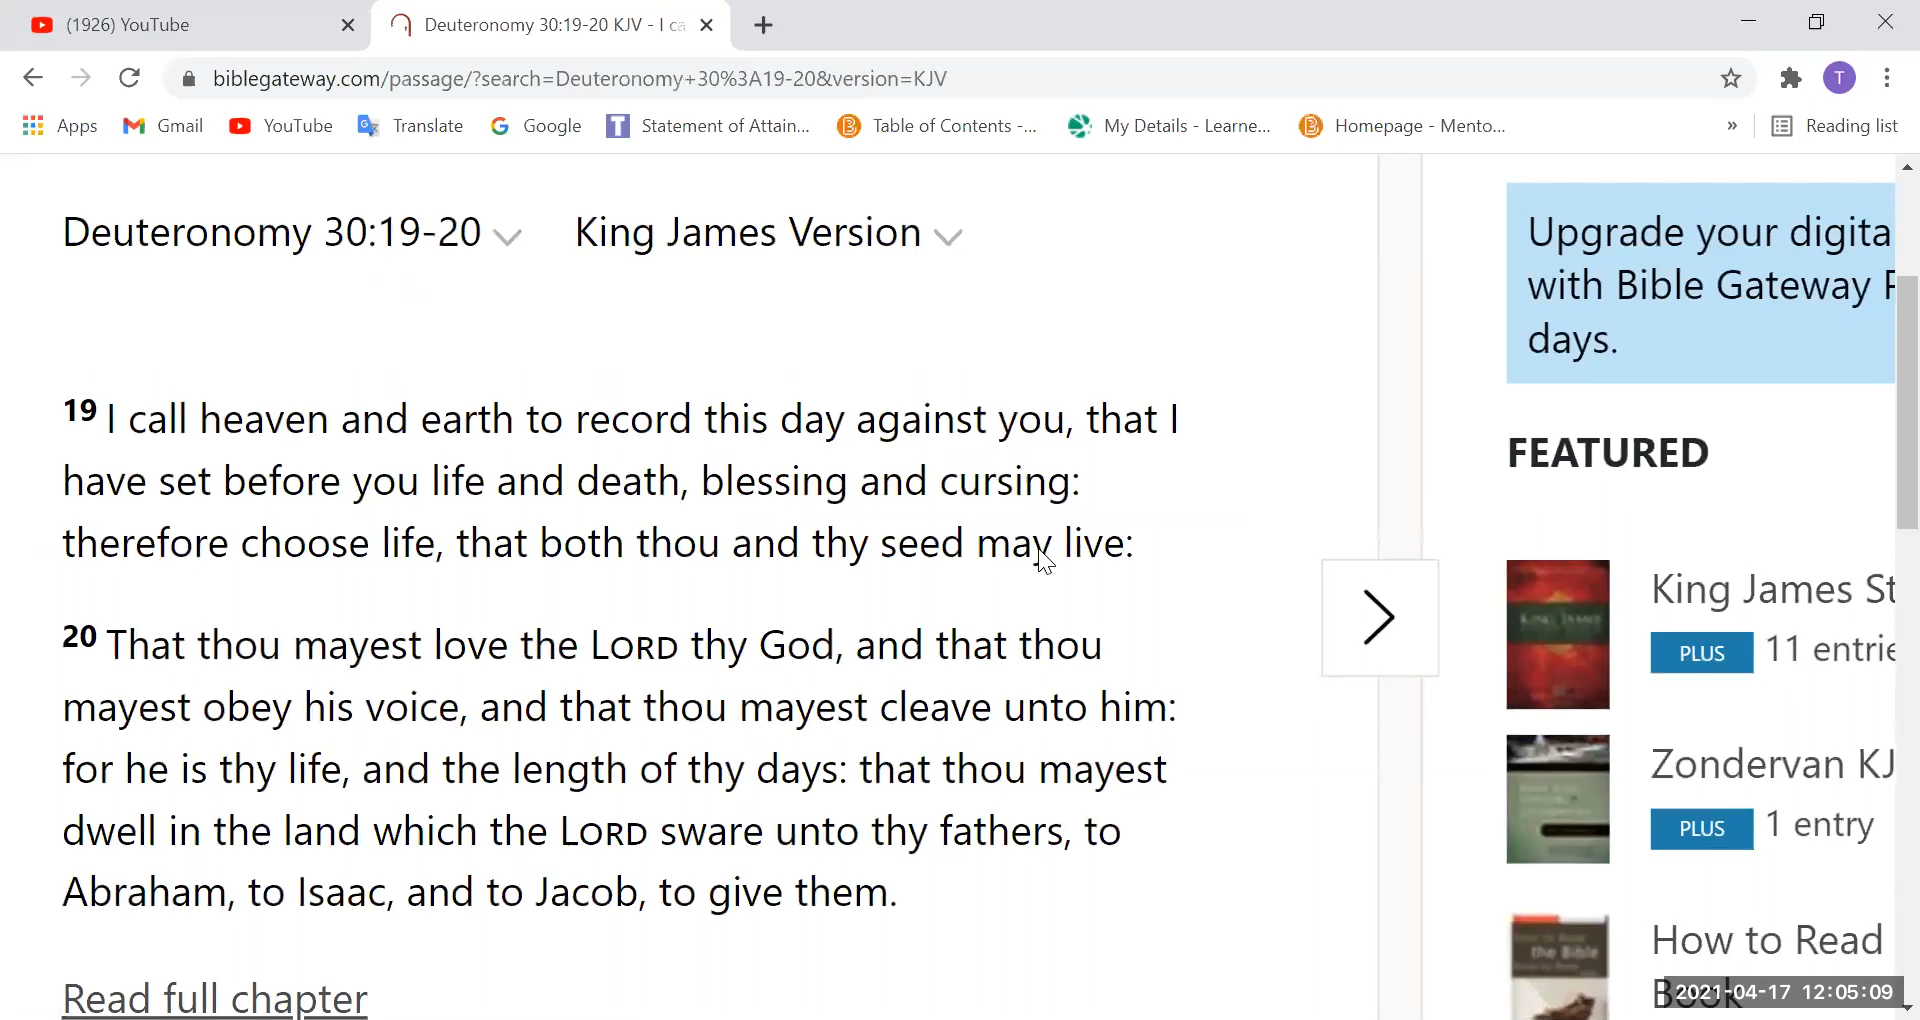 (1926) YouTube
Deuteronomy 30:19-20 KJV - I ca
biblegateway.com/passage/?search=Deuteronomy+30%3A19-20&version=KJV
T
Apps Gmail YouTube Translate Google Statement of Attain... Table of Contents -... My Details - Learne... Homepage - Mento... » Reading list
Deuteronomy 30:19-20 King James Version
19 I call heaven and earth to record this day against you, that I
have set before you life and death, blessing and cursing:
therefore choose life, that both thou and thy seed may live:
20 That thou mayest love the LORD thy God, and that thou
mayest obey his voice, and that thou mayest cleave unto him:
for he is thy life, and the length of thy days: that thou mayest
dwell in the land which the LORD sware unto thy fathers, to
Abraham, to Isaac, and to Jacob, to give them.
Read full chapter
Upgrade your digita
with Bible Gateway
days.
FEATURED
King James St
PLUS 11 entrie
Zondervan KJ
PLUS 1 entry
the Bible
How to Read
2021-04-17 12:05:09